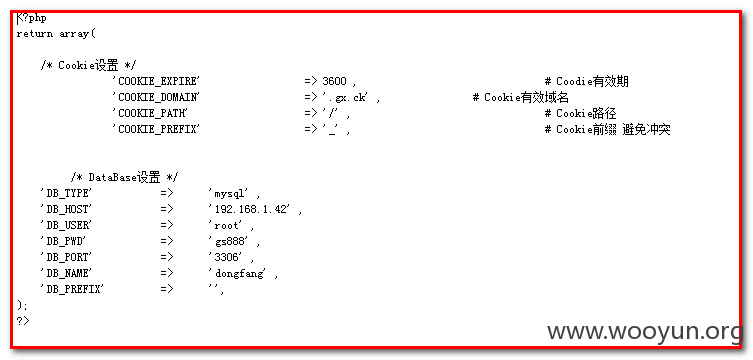 <?php
return array(
/* Cookie设置 */
'COOKIE_EXPIRE' => 3600 , # Coodie有效期
'COOKIE_DOMAIN' => '.gx.ck' , # Cookie有效域名
'COOKIE_PATH' => '/' , # Cookie路径
'COOKIE_PREFIX' => '_' , # Cookie前缀 避免冲突
/* DataBase设置 */
'DB_TYPE' => 'mysql' ,
'DB_HOST' => '192.168.1.42' ,
'DB_USER' => 'root' ,
'DB_PWD' => 'gs888' ,
'DB_PORT' => '3306' ,
'DB_NAME' => 'dongfang' ,
'DB_PREFIX' => '',
);
?>
www.wooyun.org